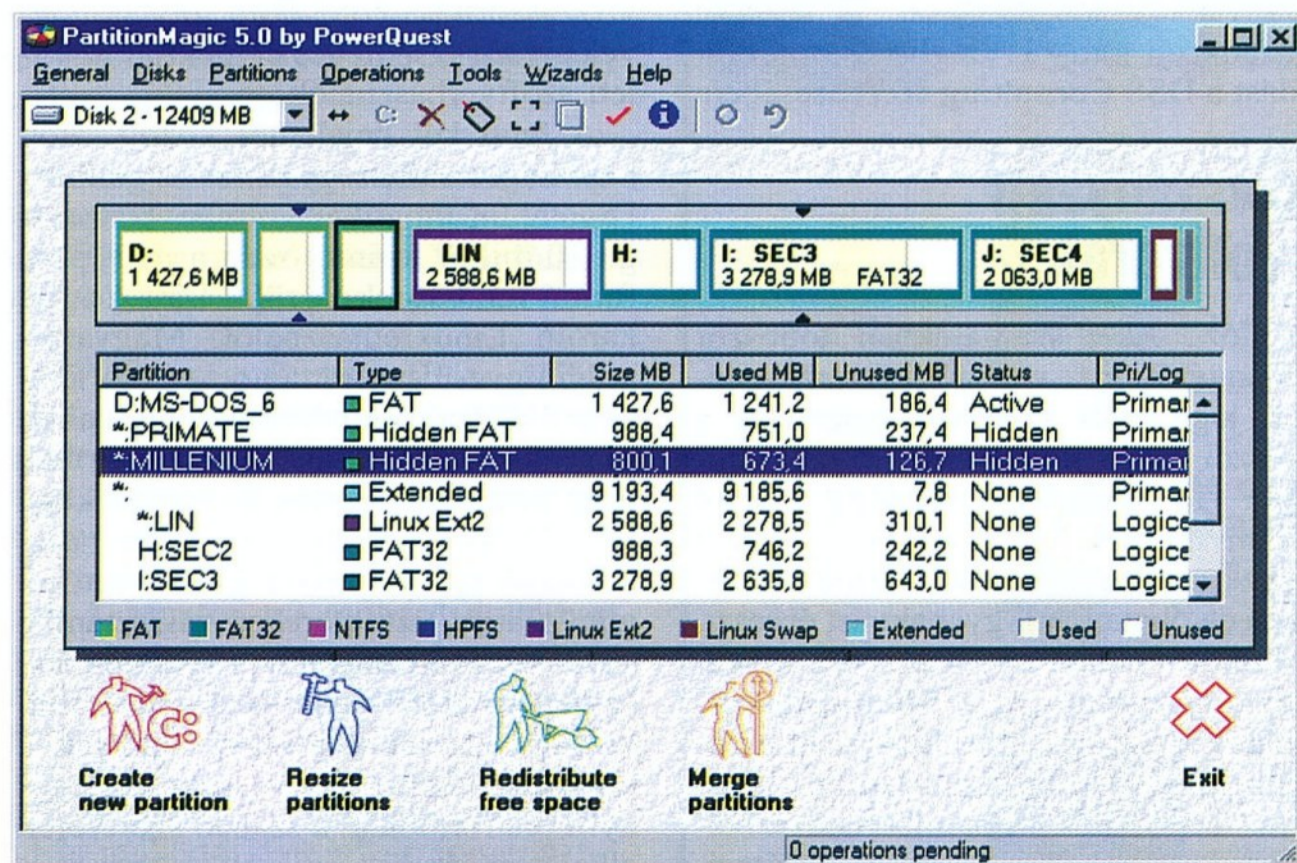 PartitionMagic 5.0 by PowerQuest
General Disks Partitions Operations Tools Wizards Help
Disk 2 - 12409 MB C:
D: LIN H: I: SEC3 J: SEC4
1 427,6 MB 2 588,6 MB 3 278,9 MB FAT32 2 063,0 MB
Partition Type Size MB Used MB Unused MB Status Pri/Log
D:MS-DOS_6 FAT 1 427,6 1 241,2 186,4 Active Primar
*:PRIMATE Hidden FAT 988,4 751,0 237,4 Hidden Primar
*:MILLENIUM Hidden FAT 800,1 673,4 126,7 Hidden Primar
*: Extended 9 193,4 9 185,6 7,8 None Primar
*:LIN Linux Ext2 2 588,6 2 278,5 310,1 None Logica
H:SEC2 FAT32 988,3 746,2 242,2 None Logica
I:SEC3 FAT32 3 278,9 2 635,8 643,0 None Logica
FAT FAT32 NTFS HPFS Linux Ext2 Linux Swap Extended Used Unused
C:
Create new partition
Resize partitions
Redistribute free space
Merge partitions
Exit
0 operations pending